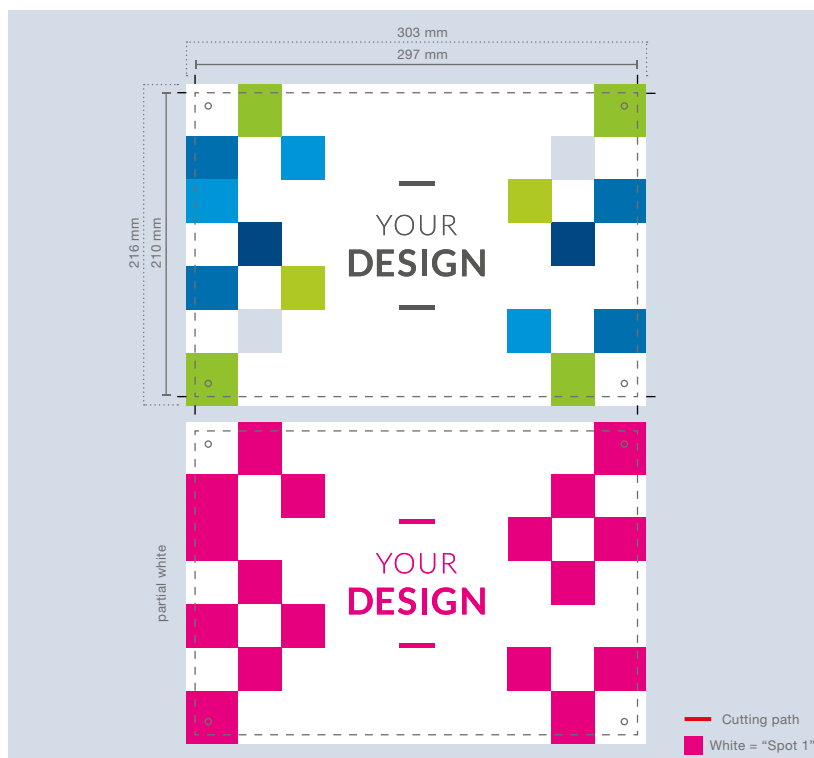 303 mm
297 mm
216 mm
210 mm
YOUR
DESIGN
partial white
YOUR
DESIGN
Cutting path
White = “Spot 1”